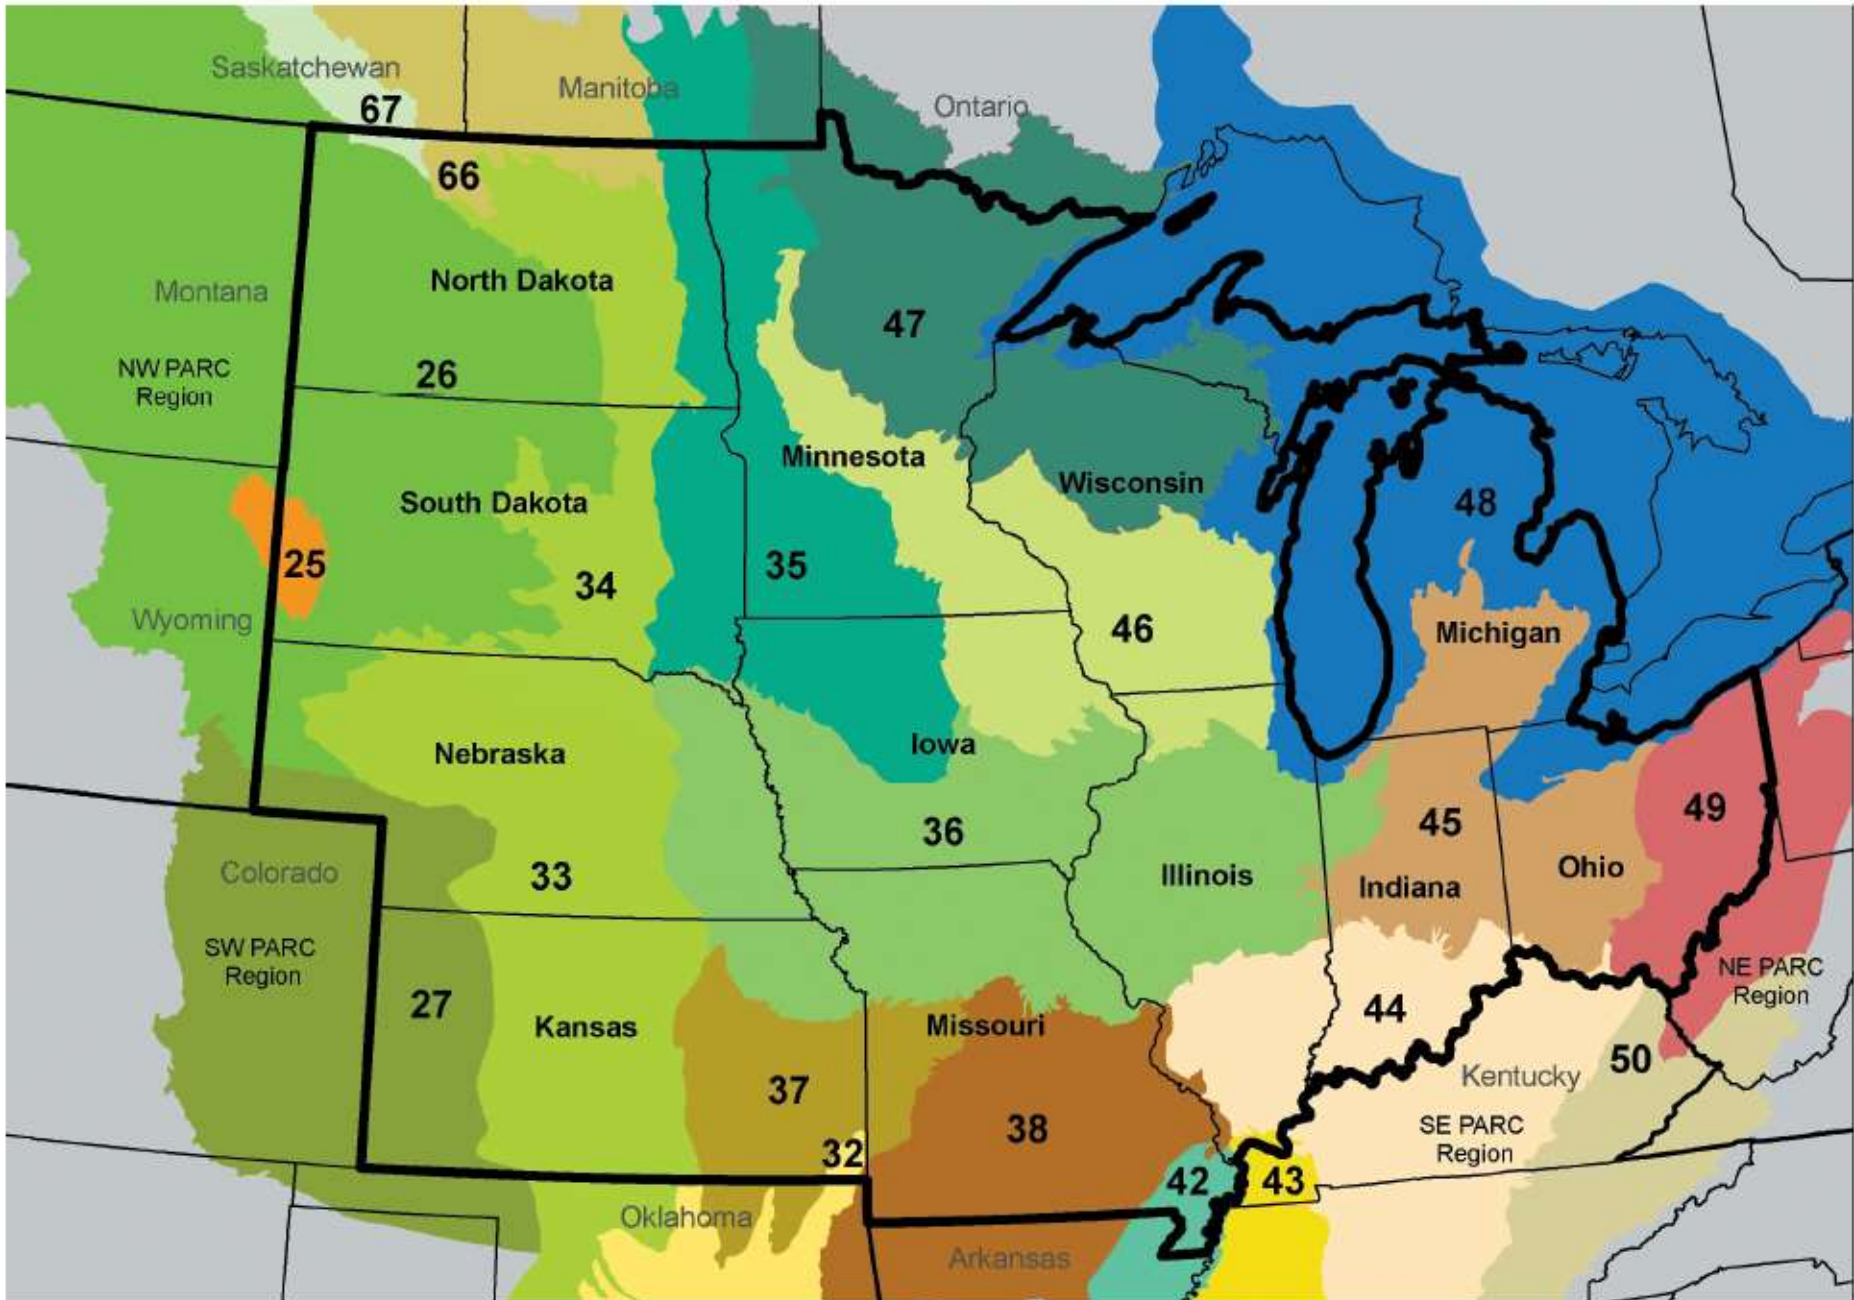 Saskatchewan
67
Manitoba
Ontario
66
Montana
North Dakota
47
NW PARC
Region
26
Minnesota
Wisconsin
48
South Dakota
25
34
35
Wyoming
46
Michigan
Nebraska
Iowa
49
36
45
Colorado
33
Illinois
Indiana
Ohio
SW PARC
Region
NE PARC
Region
27
Kansas
Missouri
44
50
Kentucky
37
38
SE PARC
Region
32
42
43
Oklahoma
Arkansas